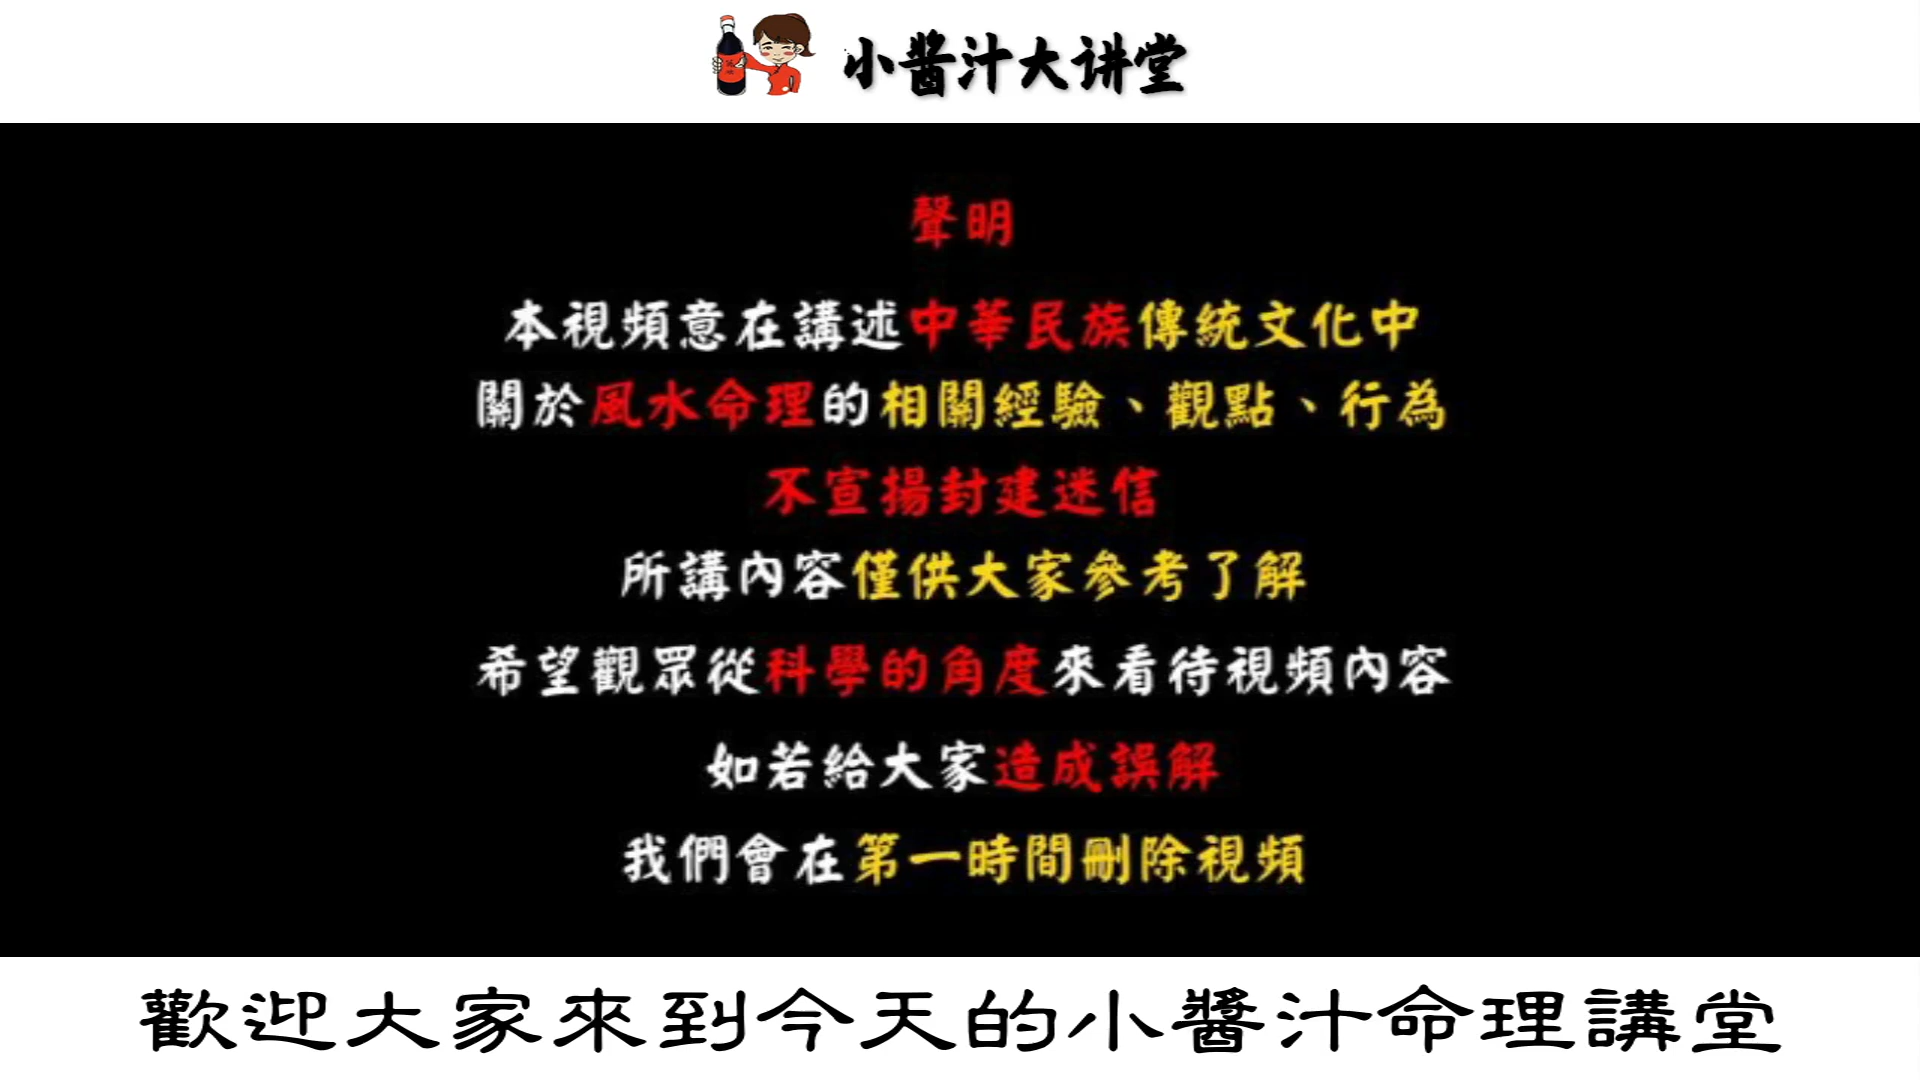 小醬汁大讲堂
聲明
本視頻意在講述中華民族傳統文化中
關於風水命理的相關經驗、觀點、行為
不宣揚封建迷信
所講內容僅供大家參考了解
希望觀眾從科學的角度來看待視頻內容
如若給大家造成誤解
我們會在第一時間刪除視頻
歡迎大家來到今天的小醬汁命理講堂